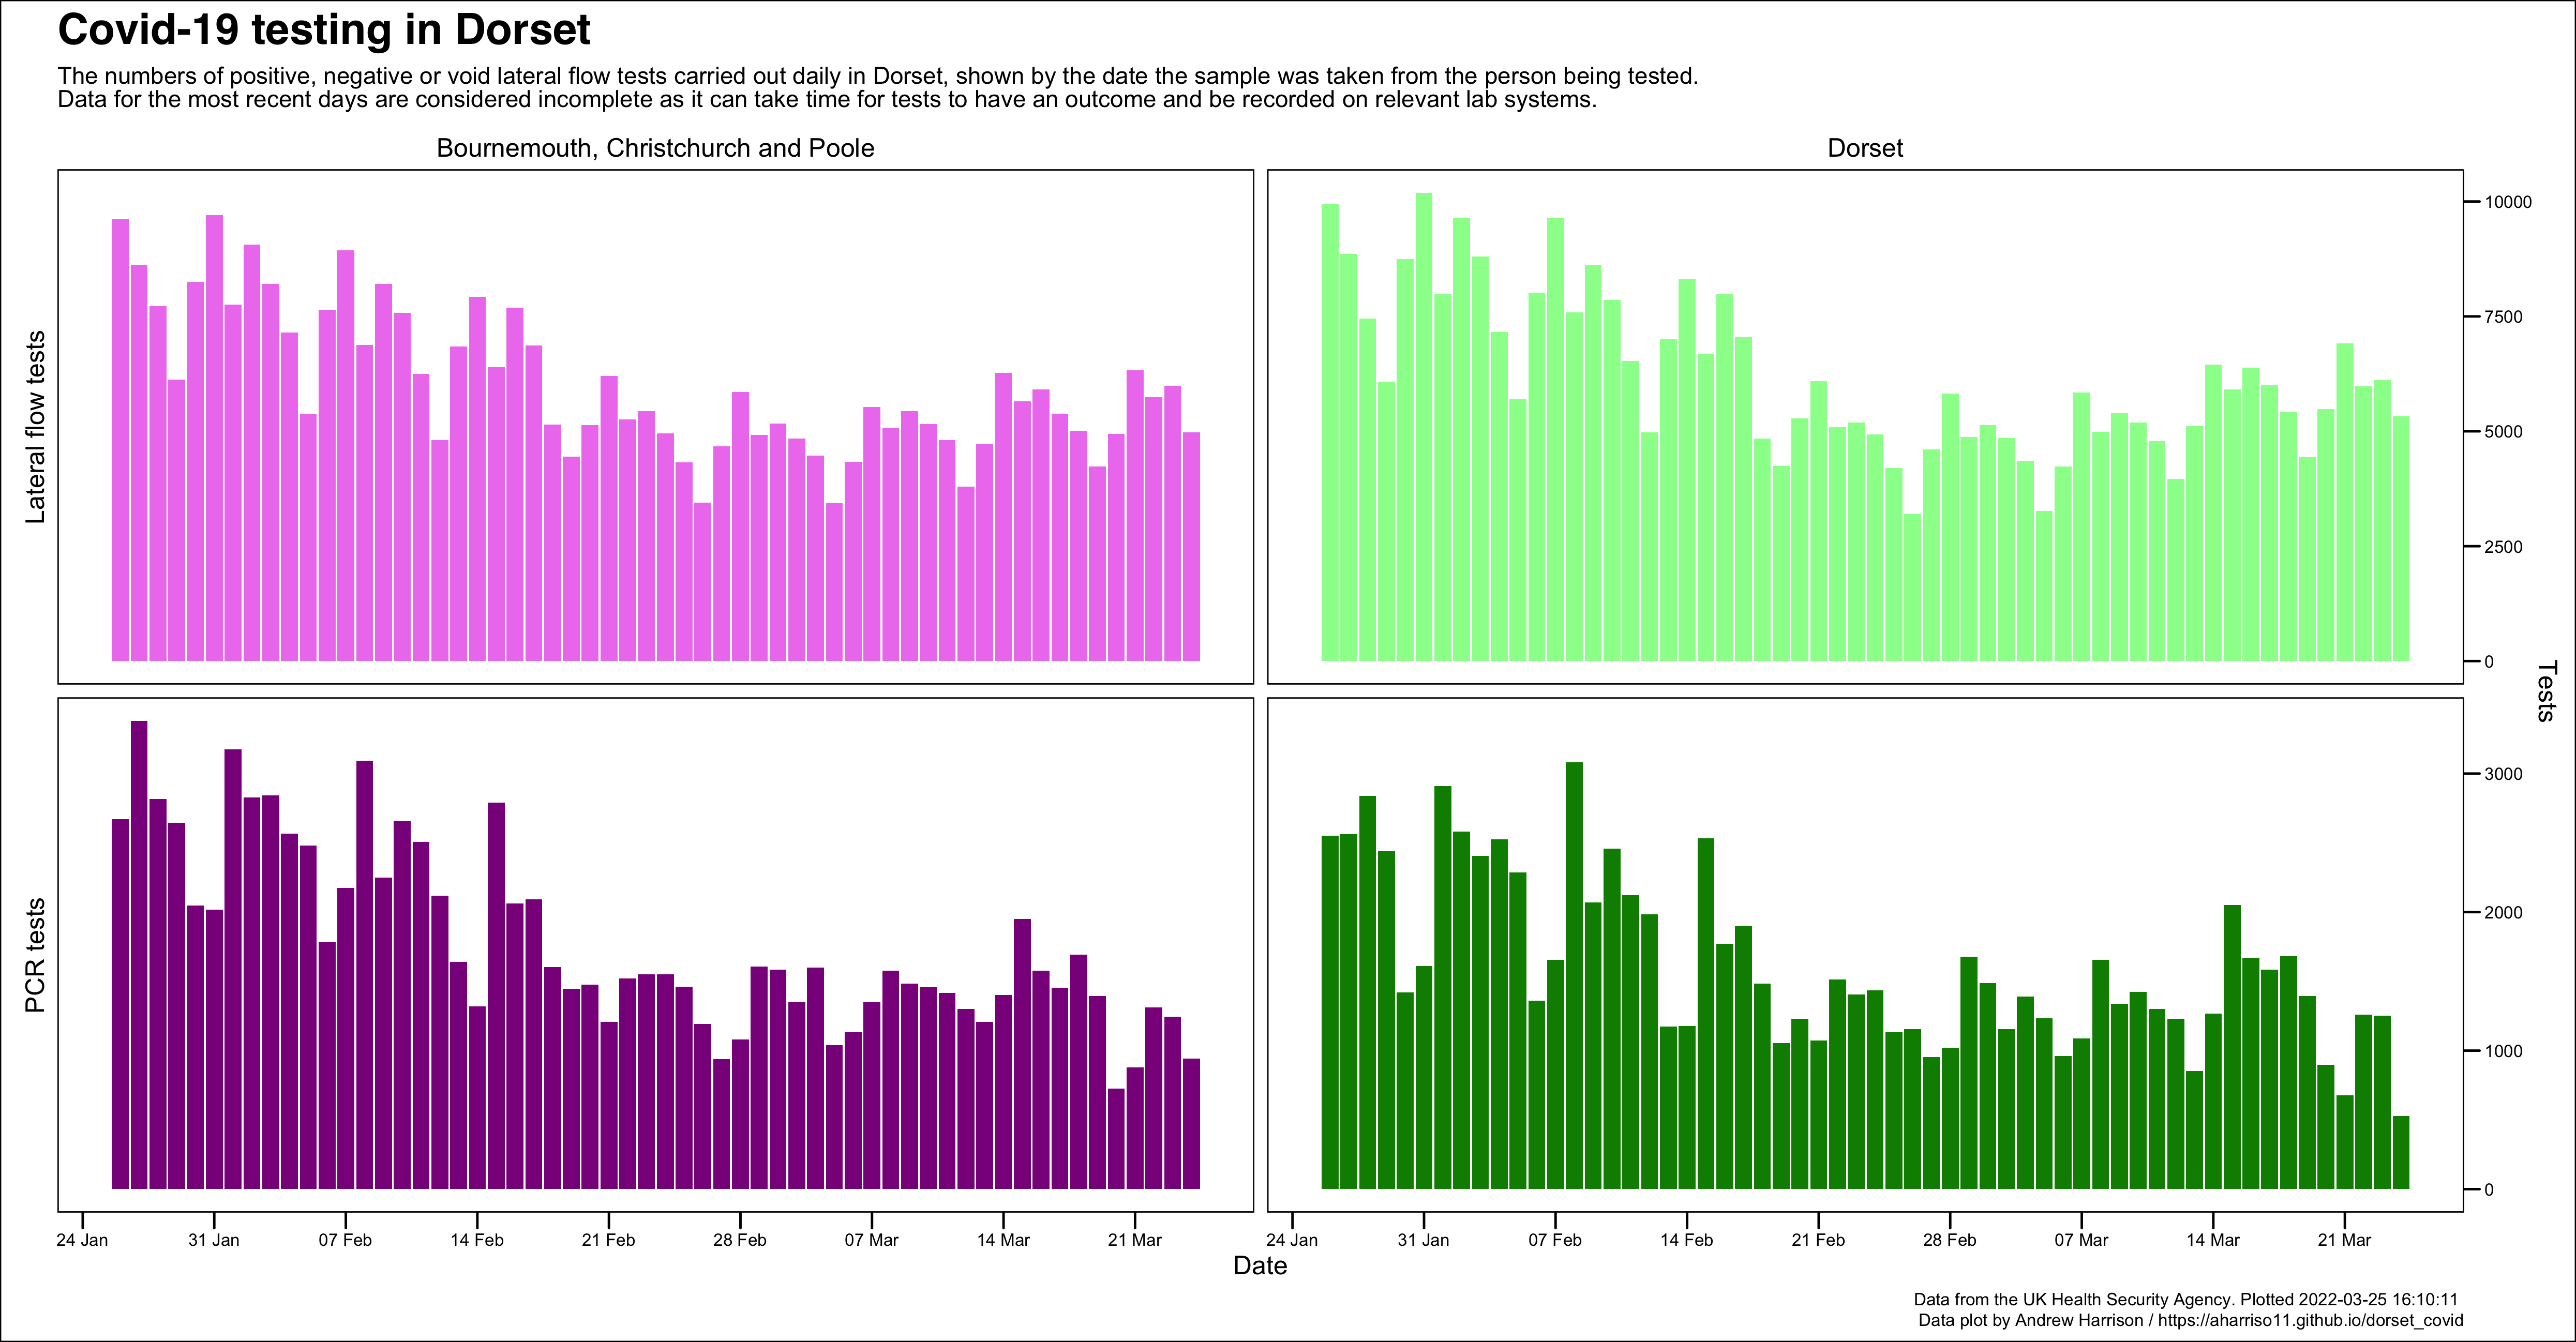 Covid-19 testing in Dorset
The numbers of positive, negative or void lateral flow tests carried out daily in Dorset, shown by the date the sample was taken from the person being tested.
Data for the most recent days are considered incomplete as it can take time for tests to have an outcome and be recorded on relevant lab systems.
Bournemouth, Christchurch and Poole
Dorset
Lateral flow tests
10000
7500
5000
2500
0
Tests
PCR tests
3000
2000
1000
0
24 Jan
31 Jan
07 Feb
14 Feb
21 Feb
28 Feb
07 Mar
14 Mar
21 Mar
24 Jan
31 Jan
07 Feb
14 Feb
21 Feb
28 Feb
07 Mar
14 Mar
21 Mar
Date
Data from the UK Health Security Agency. Plotted 2022-03-25 16:10:11
Data plot by Andrew Harrison / https://aharriso11.github.io/dorset_covid